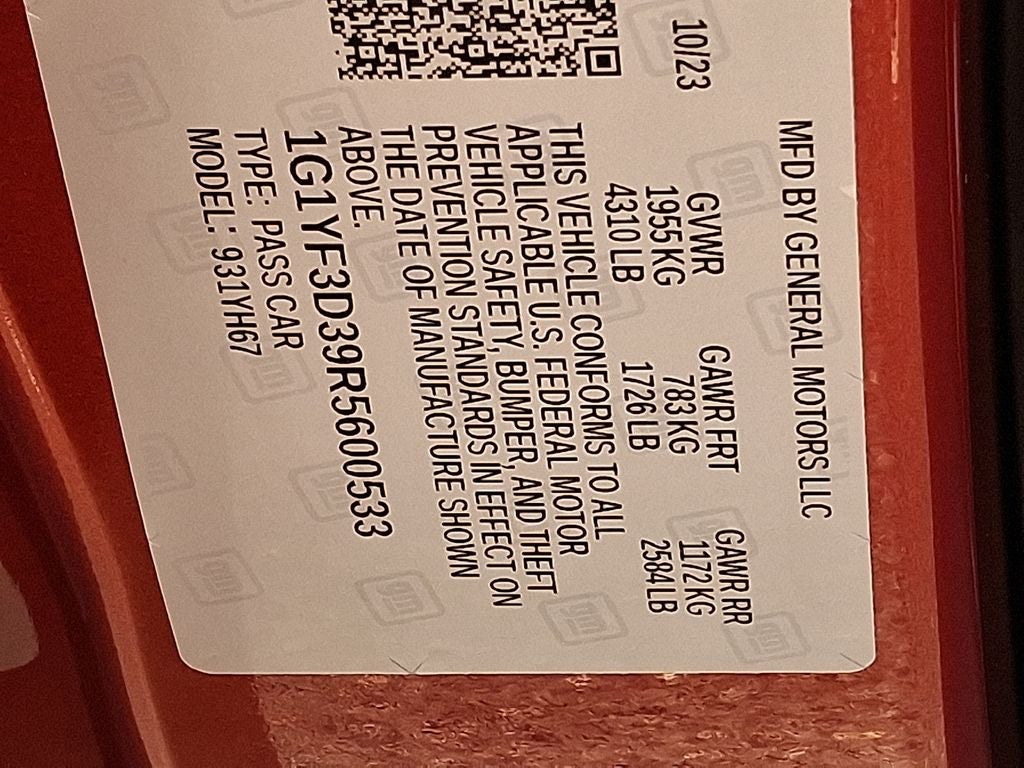 MFD BY GENERAL MOTORS LLC
10/23 GVWR GAWR FRT GAWR RR
1955 KG 783 KG 1172 KG
4310 LB 1726 LB 2584 LB
THIS VEHICLE CONFORMS TO ALL
APPLICABLE U.S. FEDERAL MOTOR
VEHICLE SAFETY, BUMPER, AND THEFT
PREVENTION STANDARDS IN EFFECT ON
THE DATE OF MANUFACTURE SHOWN
ABOVE.
1G1YF3D39R5600533
TYPE: PASS CAR
MODEL: 931YH67